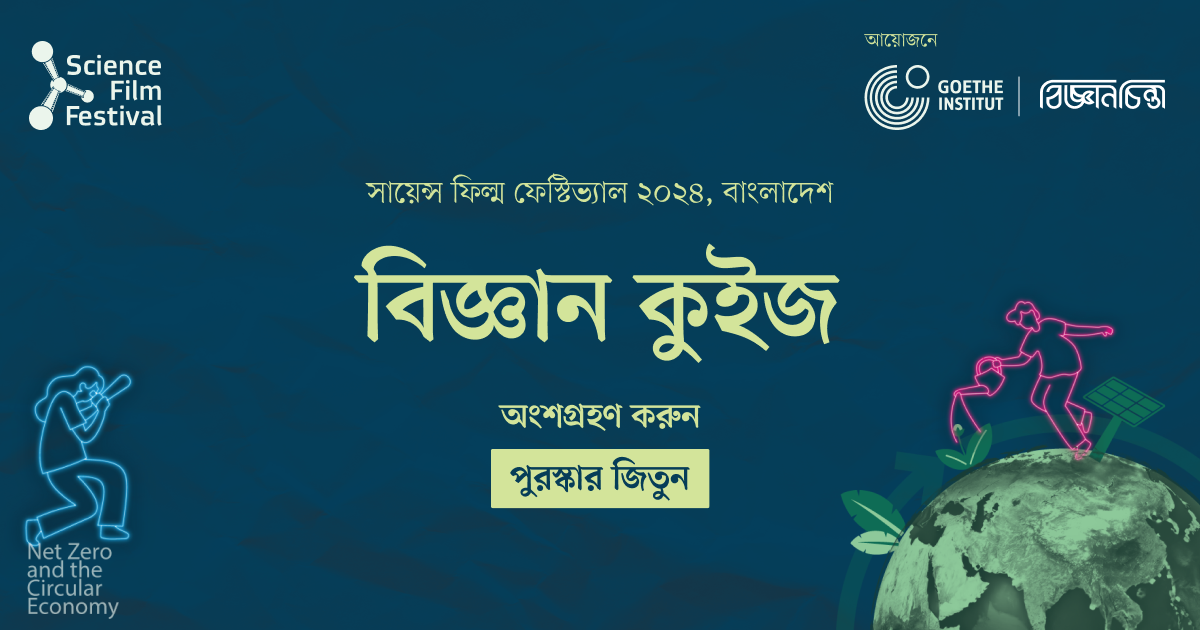 Science
Film
Festival
আয়োজনে
GOETHE
INSTITUT
বিজ্ঞানচিন্তা
সায়েন্স ফিল্ম ফেস্টিভ্যাল ২০২৪, বাংলাদেশ
বিজ্ঞান কুইজ
অংশগ্রহণ করুন
পুরস্কার জিতুন
Net Zero
and the
Circular
Economy